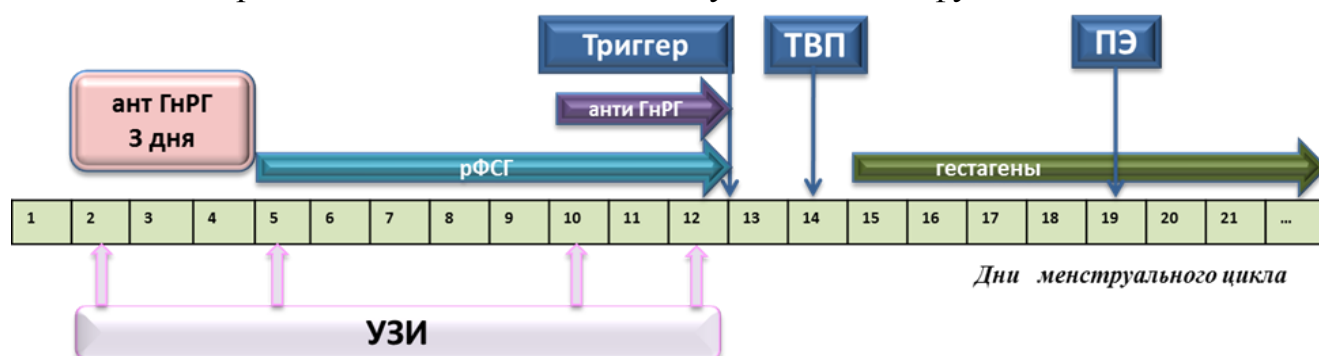 Триггер
ТВП
ПЭ
ант ГнРГ
3 дня
анти ГнРГ
рФСГ
гестагены
1 2 3 4 5 6 7 8 9 10 11 12 13 14 15 16 17 18 19 20 21 ...
Дни менструального цикла
УЗИ